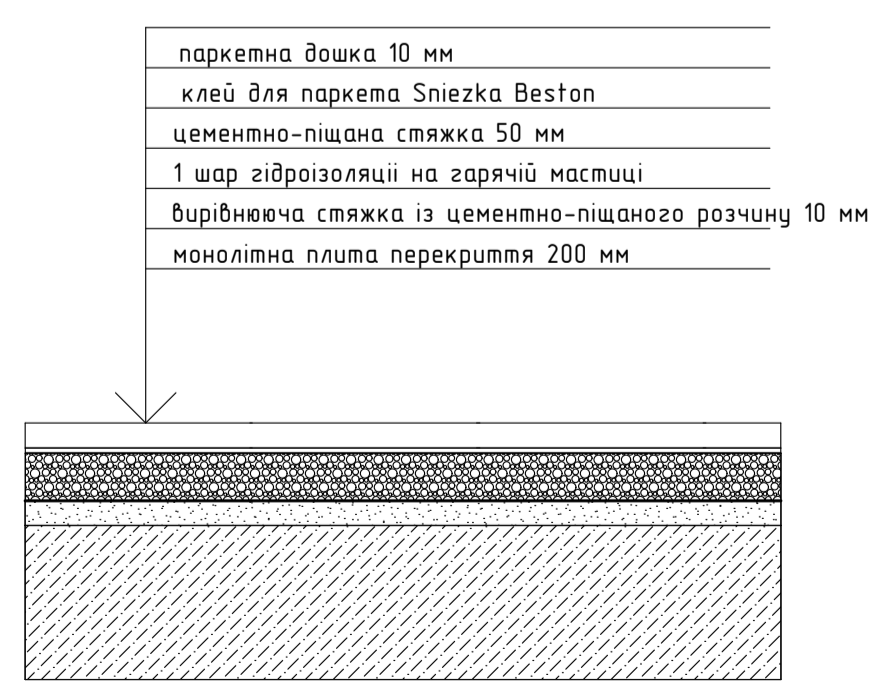 паркетна дошка 10 мм
клей для паркета Sniezka Beston
цементно-піщана стяжка 50 мм
1 шар гідроізоляціі на гарячій мастиці
вирівнююча стяжка із цементно-піщаного розчину 10 мм
монолітна плита перекриття 200 мм